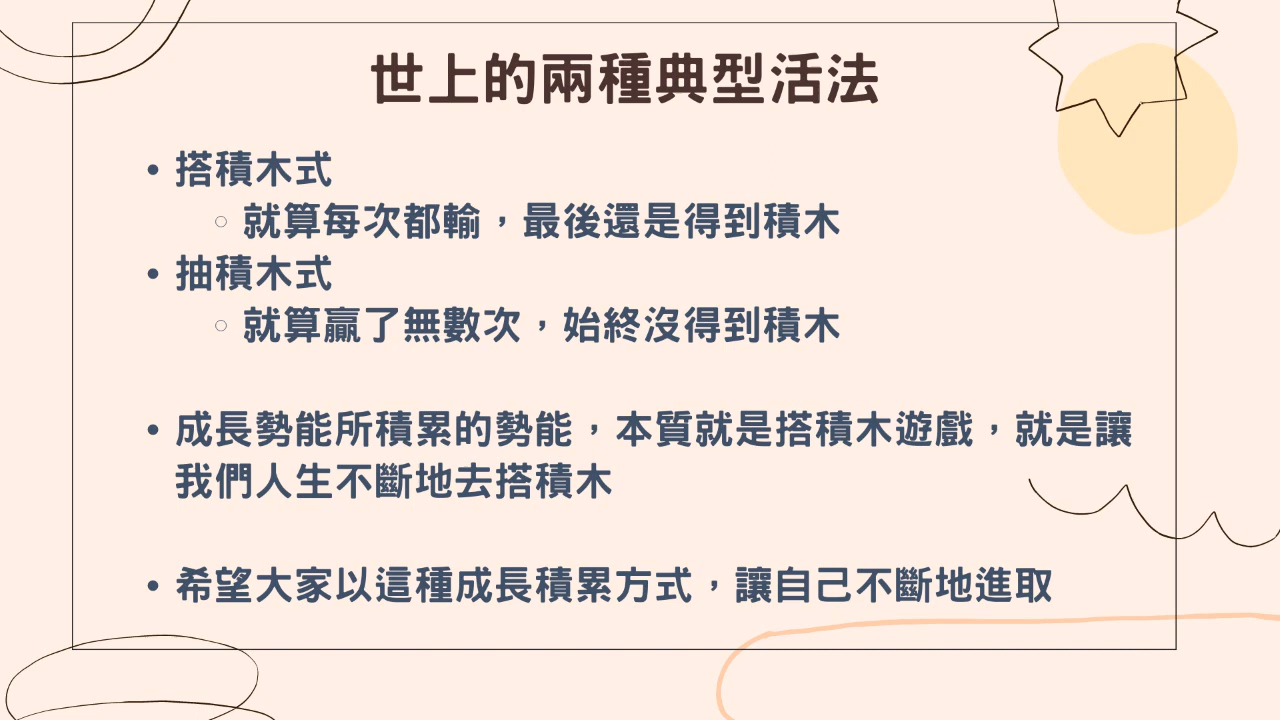 世上的兩種典型活法
• 搭積木式
○ 就算每次都輸，最後還是得到積木
• 抽積木式
○ 就算贏了無數次，始終沒得到積木
• 成長勢能所積累的勢能，本質就是搭積木遊戲，就是讓
我們人生不斷地去搭積木
• 希望大家以這種成長積累方式，讓自己不斷地進取